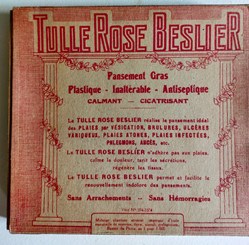 TULLE ROSE BESLIER
Pansement Gras
Plastique - Inaltérable - Antiseptique
CALMANT — CICATRISANT
Le TULLE ROSE BESLIER réalise le pansement idéal
des PLAIES par VÉSICATION, BRULURES, ULCÈRES
VARIQUEUX, PLAIES ATONES, PLAIES INFECTÉES,
PHLEGMONS, ABCÈS, etc.
Le TULLE ROSE BESLIER n'adhère pas aux plaies,
calme la douleur, tarit les sécrétions,
régénère les tissus.
Le TULLE ROSE BESLIER permet et facilite le
renouvellement indolore des pansements.
Sans Arrachements — Sans Hémorragies